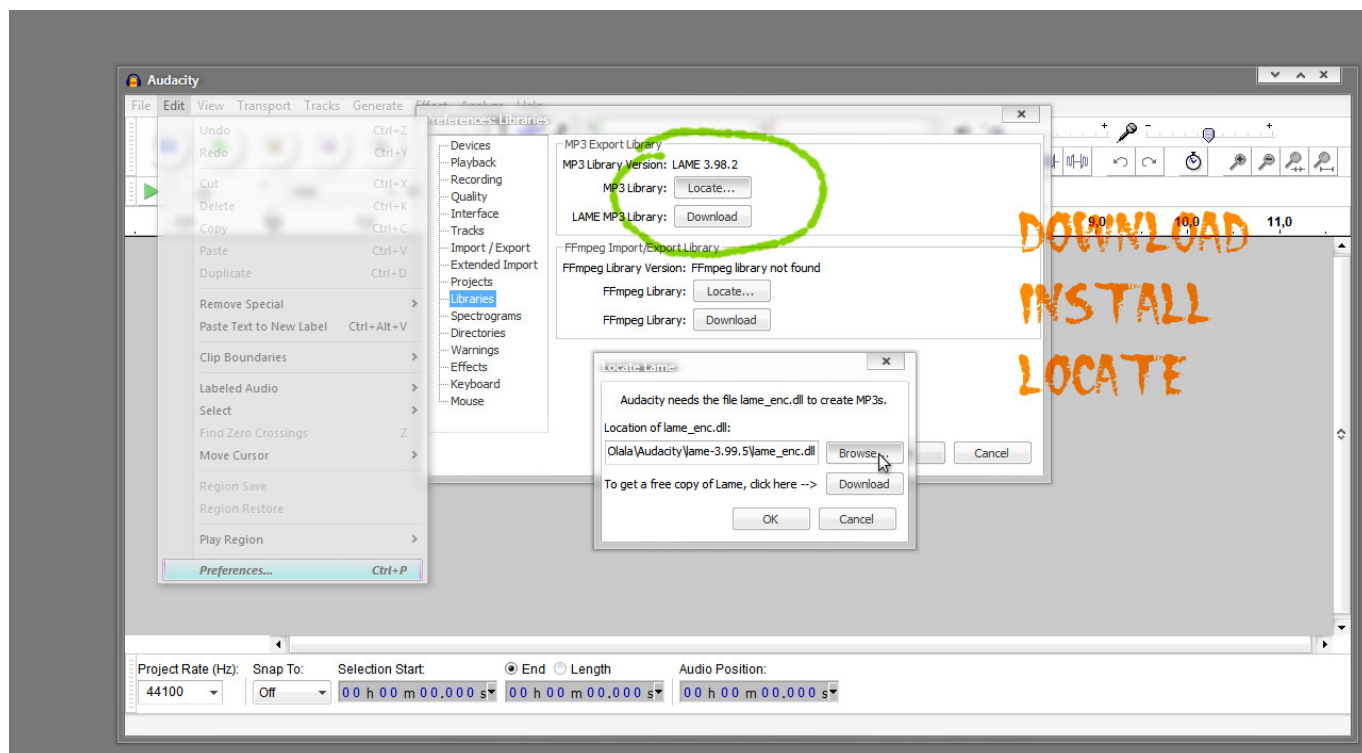 Audacity
File Edit View Transport Tracks Generate Effect Analyze Help
Undo Ctrl+Z
Redo Ctrl+Y
Cut Ctrl+X
Delete Ctrl+K
Copy Ctrl+C
Paste Ctrl+V
Duplicate Ctrl+D
Remove Special
Paste Text to New Label Ctrl+Alt+V
Clip Boundaries
Labeled Audio
Select
Find Zero Crossings Z
Move Cursor
Region Save
Region Restore
Play Region
Preferences... Ctrl+P
Preferences: Libraries
Devices
Playback
Recording
Quality
Interface
Tracks
Import / Export
Extended Import
Projects
Libraries
Spectrograms
Directories
Warnings
Effects
Keyboard
Mouse
MP3 Export Library
MP3 Library Version: LAME 3.98.2
MP3 Library: Locate...
LAME MP3 Library: Download
FFmpeg Import/Export Library
FFmpeg Library Version: FFmpeg library not found
FFmpeg Library: Locate...
FFmpeg Library: Download
Cancel
Locate Lame
Audacity needs the file lame_enc.dll to create MP3s.
Location of lame_enc.dll:
Olala\Audacity\lame-3.99.5\lame_enc.dll Browse...
To get a free copy of Lame, click here --> Download
OK Cancel
9,0 10,0 11,0
DOWNLOAD
INSTALL
LOCATE
Project Rate (Hz): Snap To: Selection Start: End Length Audio Position:
44100 Off 00 h 00 m 00.000 s 00 h 00 m 00.000 s 00 h 00 m 00.000 s